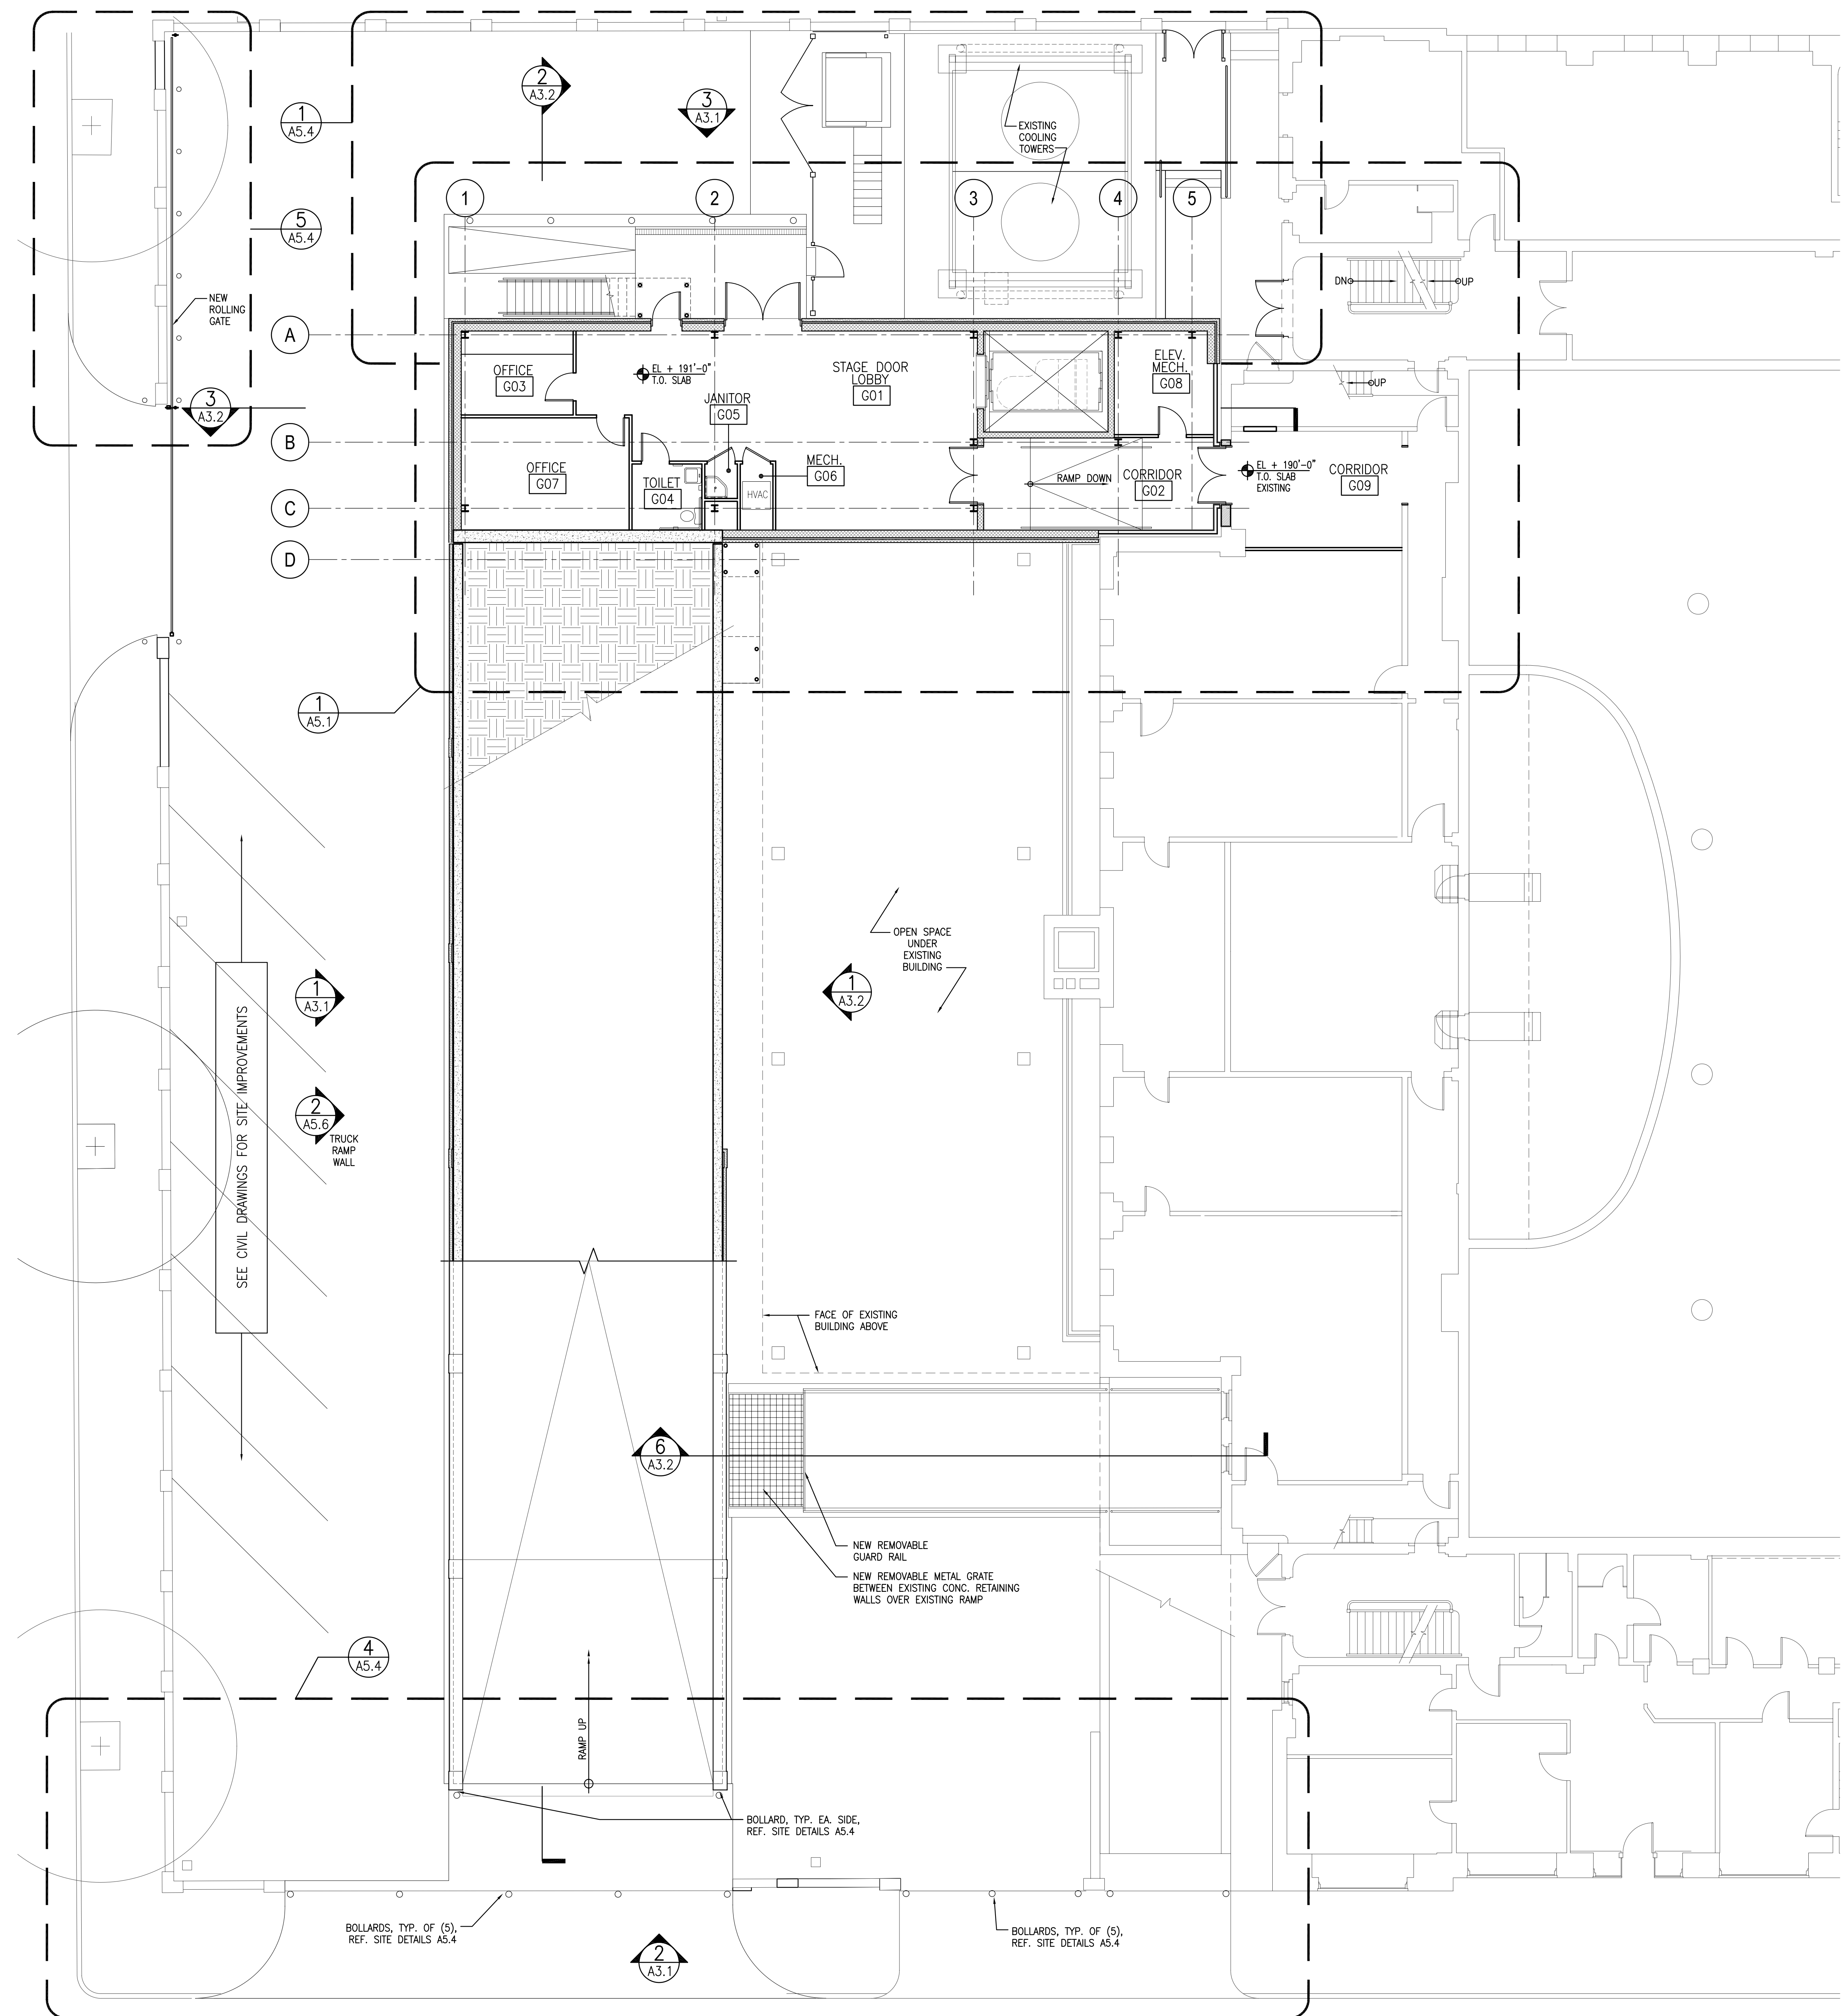 2
A3.2
3
A3.1
1
A5.4
EXISTING
COOLING
TOWERS
1
2
3
4
5
5
A5.4
NEW
ROLLING
GATE
DN
UP
A
EL + 191'-0"
T.O. SLAB
OFFICE
G03
STAGE DOOR
LOBBY
G01
ELEV.
MECH.
G08
UP
JANITOR
G05
3
A3.2
B
OFFICE
G07
TOILET
G04
MECH.
G06
HVAC
RAMP DOWN
CORRIDOR
G02
EL + 190'-0"
T.O. SLAB
EXISTING
CORRIDOR
G09
C
D
1
A5.1
OPEN SPACE
UNDER
EXISTING
BUILDING
1
A3.1
1
A3.2
SEE CIVIL DRAWINGS FOR SITE IMPROVEMENTS
2
A5.6
TRUCK
RAMP
WALL
FACE OF EXISTING
BUILDING ABOVE
6
A3.2
NEW REMOVABLE
GUARD RAIL
NEW REMOVABLE METAL GRATE
BETWEEN EXISTING CONC. RETAINING
WALLS OVER EXISTING RAMP
4
A5.4
RAMP UP
BOLLARD, TYP. EA. SIDE,
REF. SITE DETAILS A5.4
BOLLARDS, TYP. OF (5),
REF. SITE DETAILS A5.4
BOLLARDS, TYP. OF (5),
REF. SITE DETAILS A5.4
2
A3.1